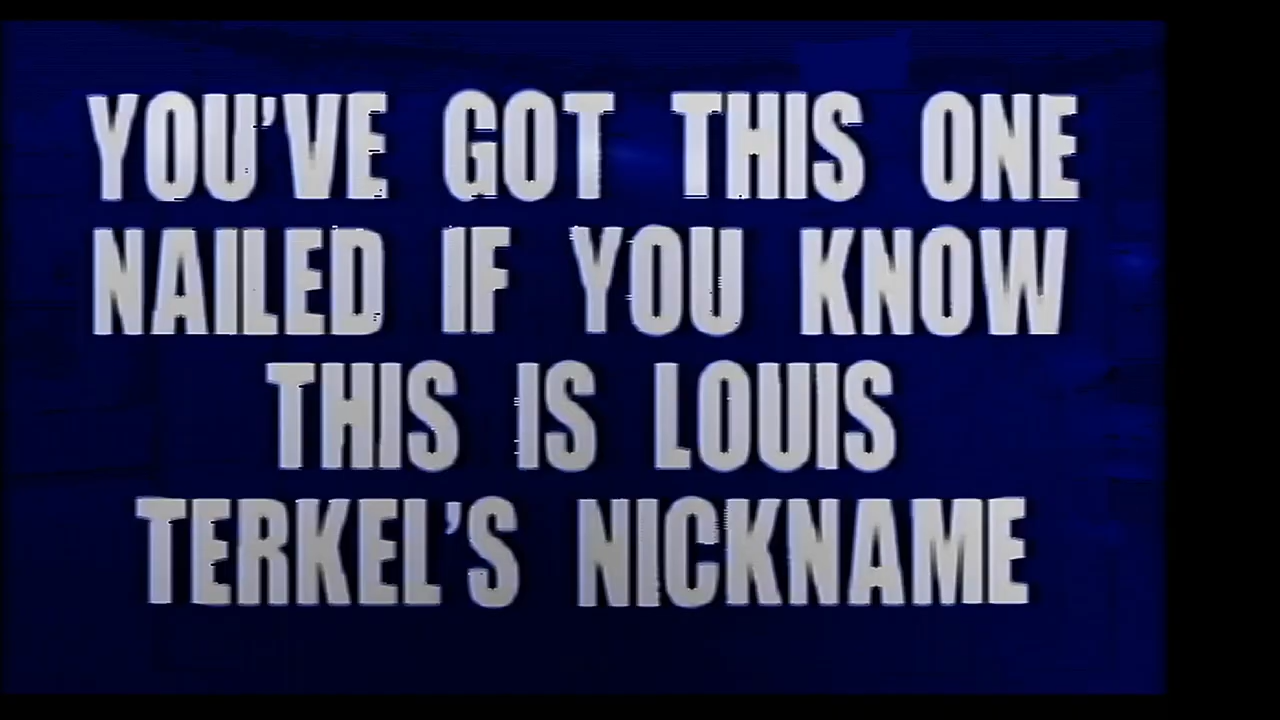 YOU'VE GOT THIS ONE
NAILED IF YOU KNOW
THIS IS LOUIS
TERKEL'S NICKNAME